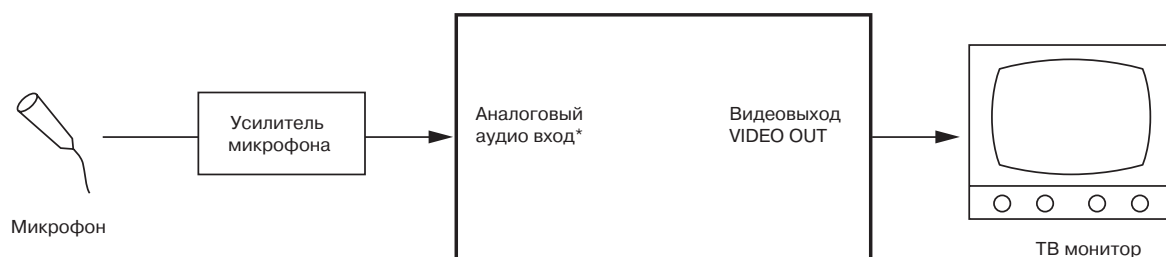 Усилитель
микрофона
Аналоговый
аудио вход*
Видеовыход
VIDEO OUT
Микрофон
ТВ монитор